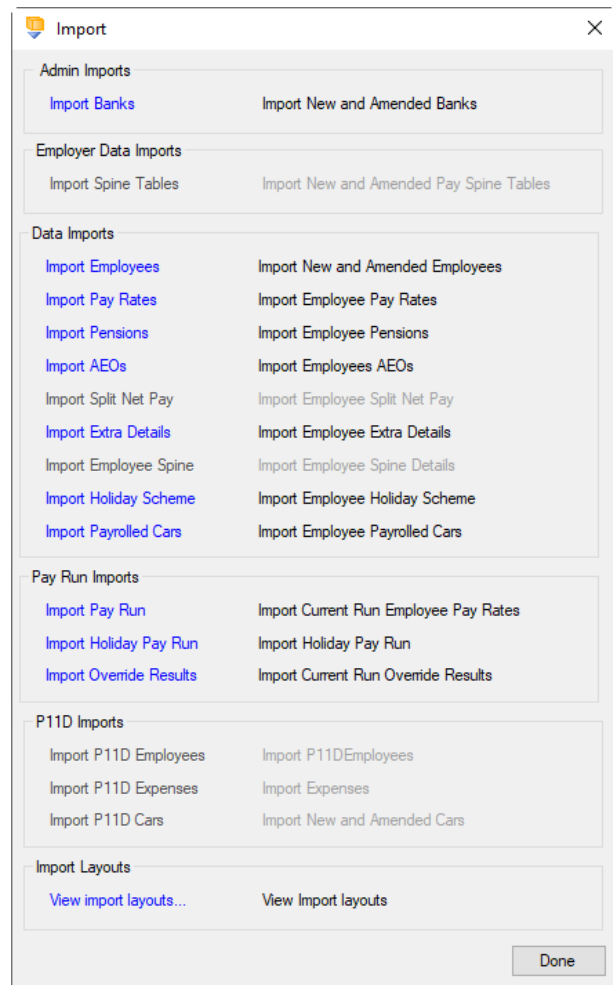 Import
Admin Imports
Import Banks Import New and Amended Banks
Employer Data Imports
Import Spine Tables Import New and Amended Pay Spine Tables
Data Imports
Import Employees Import New and Amended Employees
Import Pay Rates Import Employee Pay Rates
Import Pensions Import Employee Pensions
Import AEOs Import Employees AEOs
Import Split Net Pay Import Employee Split Net Pay
Import Extra Details Import Employee Extra Details
Import Employee Spine Import Employee Spine Details
Import Holiday Scheme Import Employee Holiday Scheme
Import Payrolled Cars Import Employee Payrolled Cars
Pay Run Imports
Import Pay Run Import Current Run Employee Pay Rates
Import Holiday Pay Run Import Holiday Pay Run
Import Override Results Import Current Run Override Results
P11D Imports
Import P11D Employees Import P11DEmployees
Import P11D Expenses Import Expenses
Import P11D Cars Import New and Amended Cars
Import Layouts
View import layouts... View Import layouts
Done